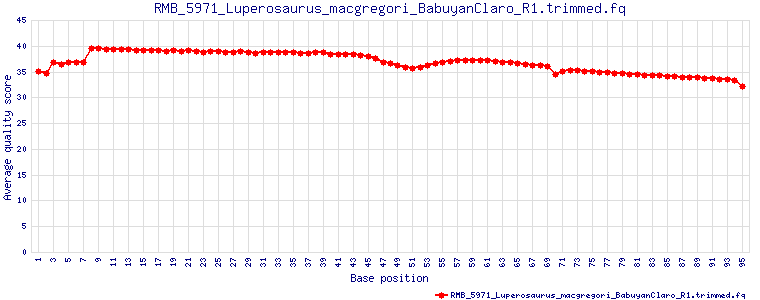 RMB_5971_Luperosaurus_macgregori_BabuyanClaro_R1.trimmed.fq
Average quality score
45
40
35
30
25
20
15
10
5
0
1 3 5 7 9 11 13 15 17 19 21 23 25 27 29 31 33 35 37 39 41 43 45 47 49 51 53 55 57 59 61 63 65 67 69 71 73 75 77 79 81 83 85 87 89 91 93 95
Base position
RMB_5971_Luperosaurus_macgregori_BabuyanClaro_R1.trimmed.fq